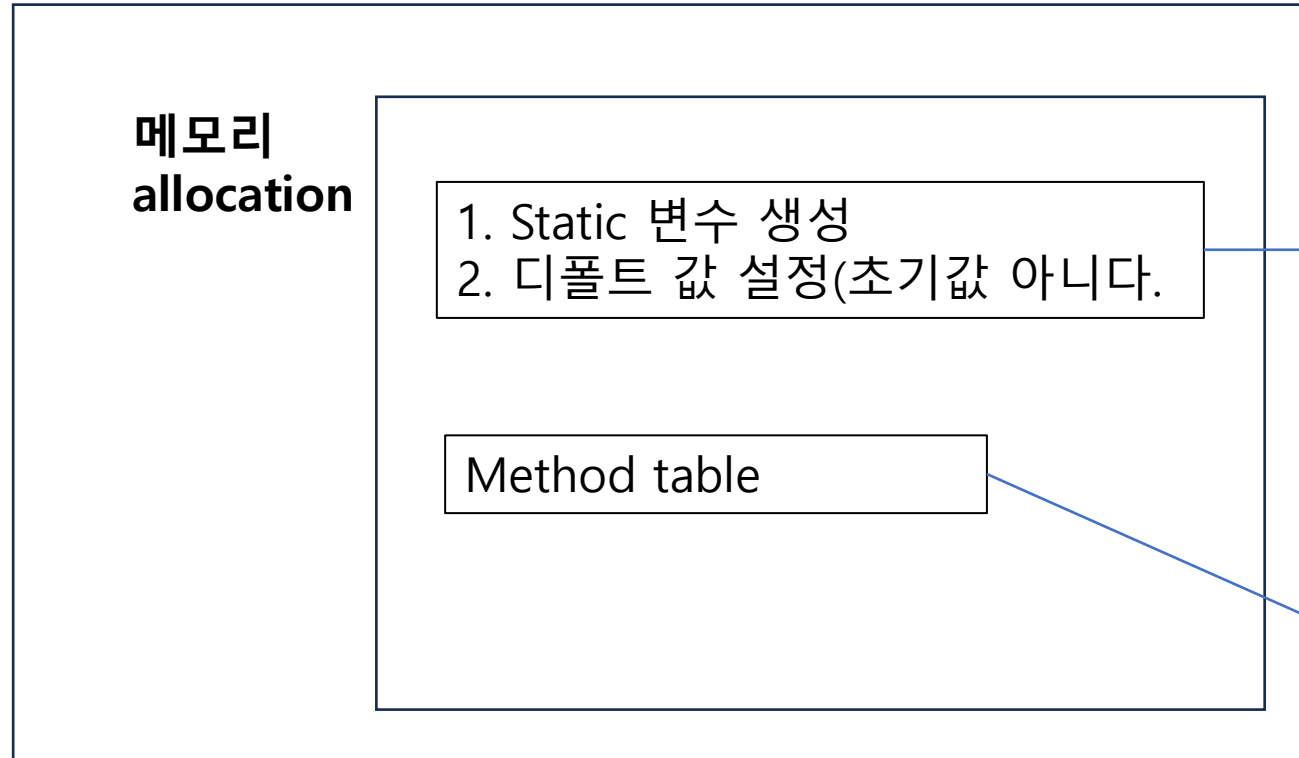 메모리
allocation
1. Static 변수 생성
2. 디폴트 값 설정(초기값 아니다.
Method table